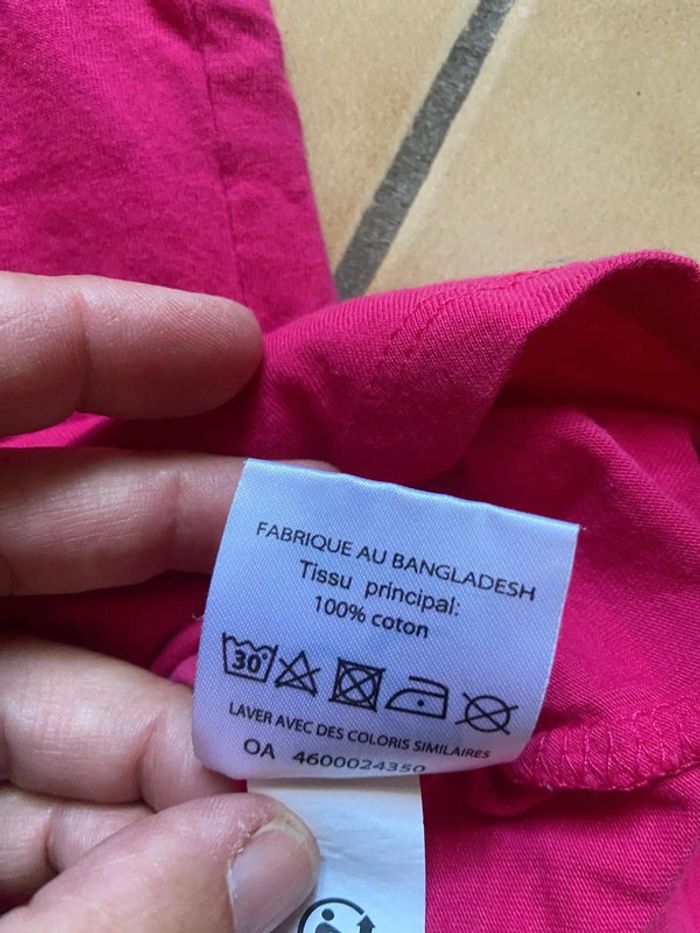 FABRIQUE AU BANGLADESH
Tissu principal:
100% coton
30°
LAVER AVEC DES COLORIS SIMILAIRES
OA 4600024350